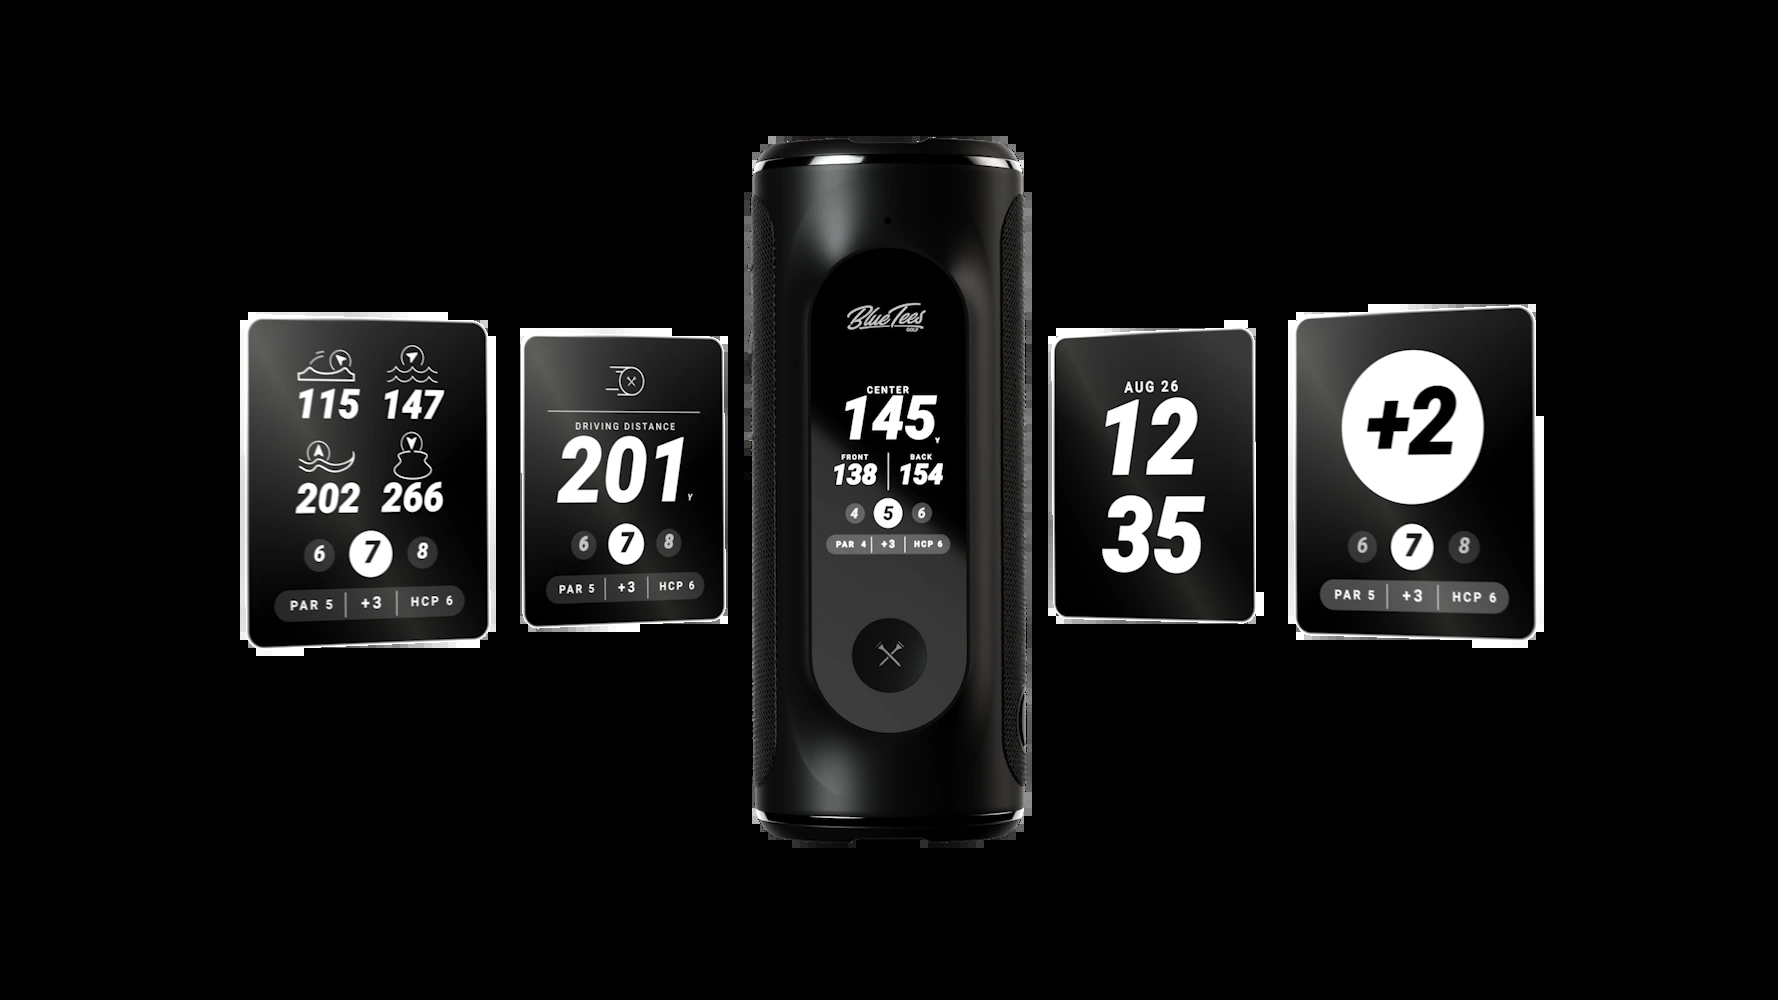 115 147
202 266
6 7 8
PAR 5 +3 HCP 6
DRIVING DISTANCE
201 Y
6 7 8
PAR 5 +3 HCP 6
Blue Tees
GOLF
CENTER
145 Y
FRONT BACK
138 154
4 5 6
PAR 4 +3 HCP 6
AUG 26
12
35
+2
6 7 8
PAR 5 +3 HCP 6